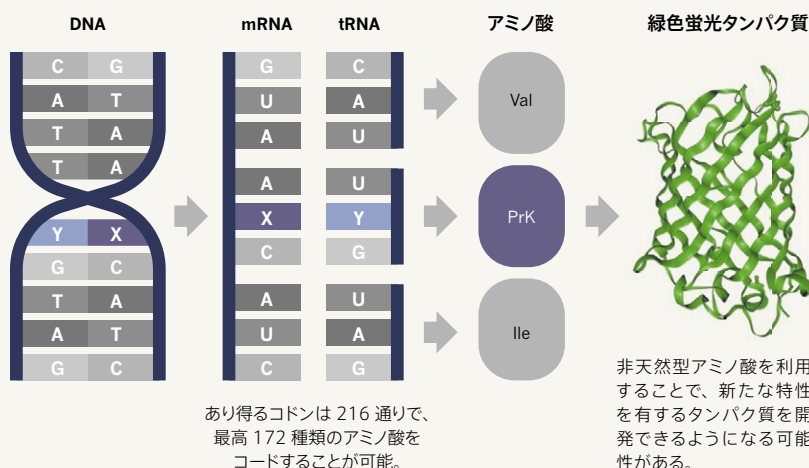 DNA
mRNA
tRNA
アミノ酸
緑色蛍光タンパク質
C G
A T
T A
T A
Y X
G C
T A
A T
G C
G C
U A
A U
A U
X Y
C G
A U
U A
C G
Val
PrK
Ile
あり得るコドンは 216 通りで、
最高 172 種類のアミノ酸を
コードすることが可能。
非天然型アミノ酸を利用
することで、新たな特性
を有するタンパク質を開
発できるようになる可能
性がある。